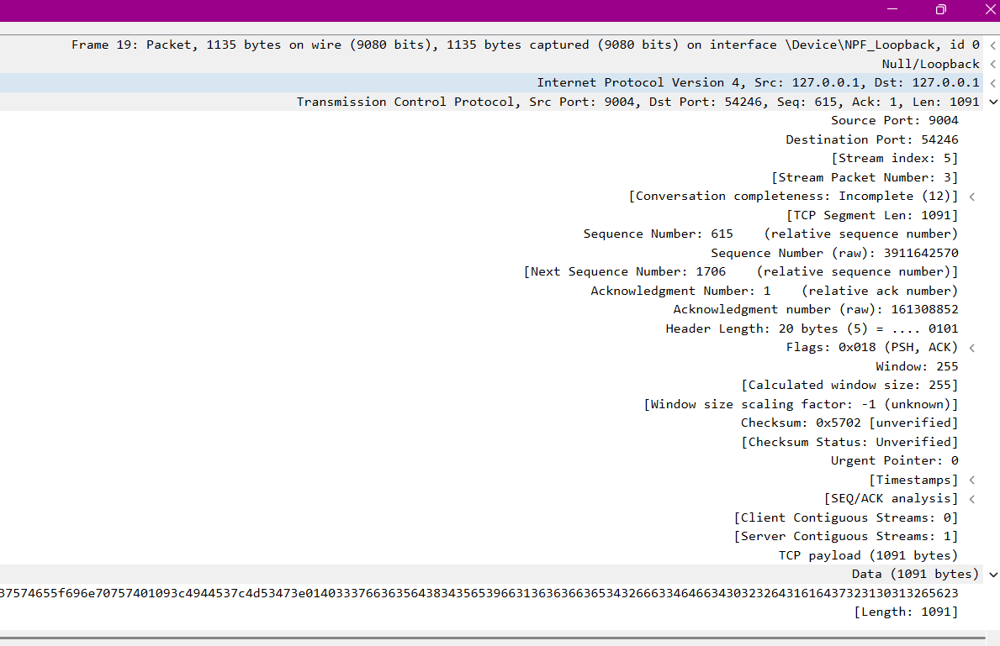 Frame 19: Packet, 1135 bytes on wire (9080 bits), 1135 bytes captured (9080 bits) on interface \Device\NPF_Loopback, id 0
Null/Loopback
Internet Protocol Version 4, Src: 127.0.0.1, Dst: 127.0.0.1
Transmission Control Protocol, Src Port: 9004, Dst Port: 54246, Seq: 615, Ack: 1, Len: 1091
Source Port: 9004
Destination Port: 54246
[Stream index: 5]
[Stream Packet Number: 3]
[Conversation completeness: Incomplete (12)]
[TCP Segment Len: 1091]
Sequence Number: 615    (relative sequence number)
Sequence Number (raw): 3911642570
[Next Sequence Number: 1706    (relative sequence number)]
Acknowledgment Number: 1    (relative ack number)
Acknowledgment number (raw): 161308852
Header Length: 20 bytes (5) = .... 0101
Flags: 0x018 (PSH, ACK)
Window: 255
[Calculated window size: 255]
[Window size scaling factor: -1 (unknown)]
Checksum: 0x5702 [unverified]
[Checksum Status: Unverified]
Urgent Pointer: 0
[Timestamps]
[SEQ/ACK analysis]
[Client Contiguous Streams: 0]
[Server Contiguous Streams: 1]
TCP payload (1091 bytes)
Data (1091 bytes)
[Length: 1091]